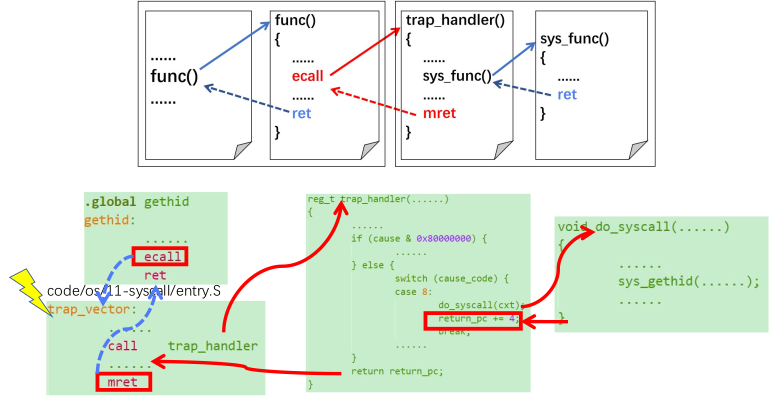 ......
func()
......
func()
{
......
ecall
......
ret
}
trap_handler()
{
......
sys_func()
......
mret
}
sys_func()
{
......
ret
}
.global gethid
gethid:
......
ecall
ret
code/os/11-syscall/entry.S
trap_vector:
......
call trap_handler
......
mret
reg_t trap_handler(......)
{
......
if (cause & 0x80000000) {
......
} else {
switch (cause_code) {
case 8:
do_syscall(cxt);
return_pc += 4;
break;
......
}
return return_pc;
}
void do_syscall(......)
{
......
sys_gethid(......);
......
}